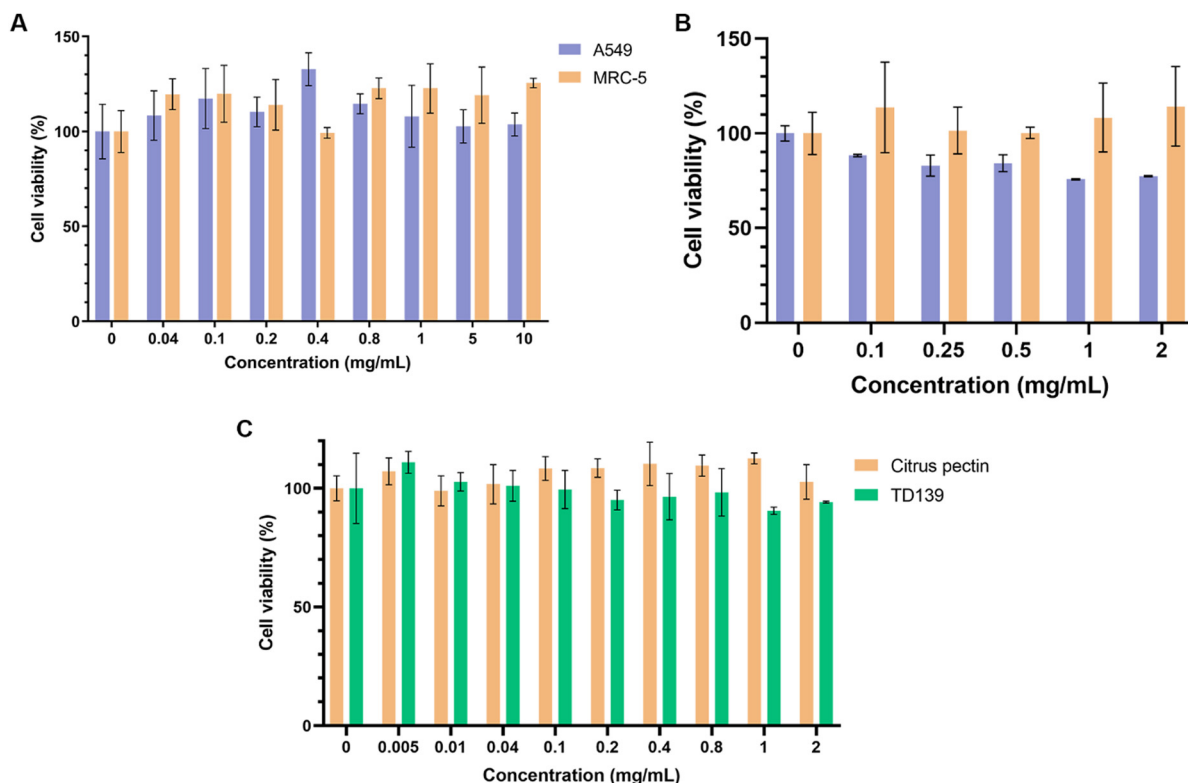 A
150
100
50
0
Cell viability (%)
0 0.04 0.1 0.2 0.4 0.8 1 5 10
Concentration (mg/mL)
A549
MRC-5
B
150
100
50
0
Cell viability (%)
0 0.1 0.25 0.5 1 2
Concentration (mg/mL)
C
100
50
0
Cell viability (%)
0 0.005 0.01 0.04 0.1 0.2 0.4 0.8 1 2
Concentration (mg/mL)
Citrus pectin
TD139